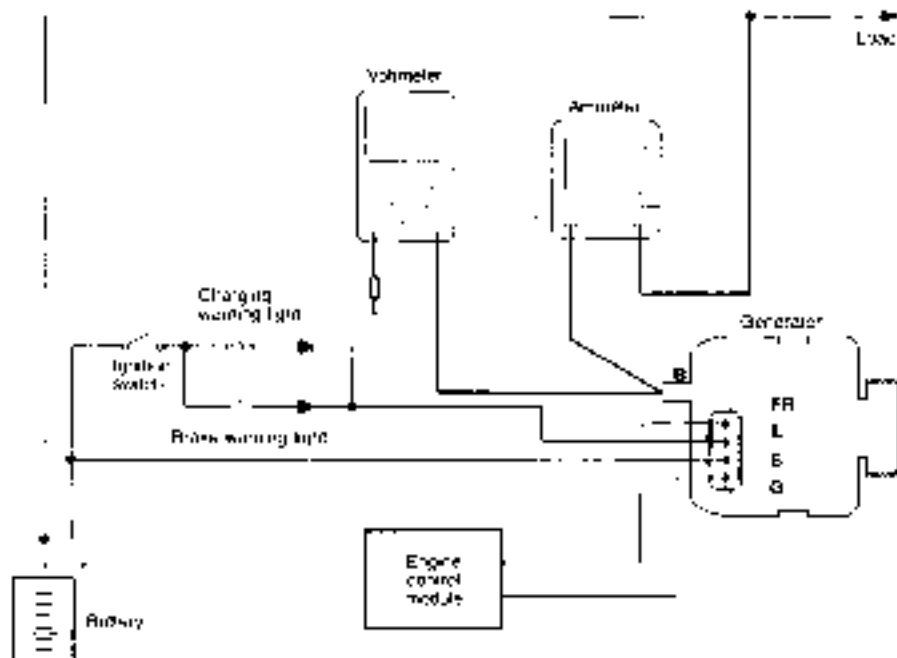 Load
Voltmeter
Ammeter
Charging
warning light
Generator
Ignition
switch
B
FR
L
S
G
Brake warning light
Engine
control
module
Battery